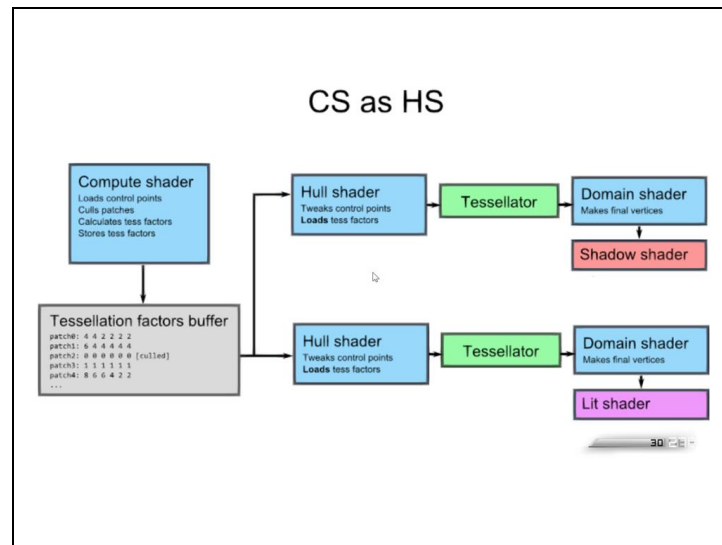 CS as HS
Compute shader
Loads control points
Culls patches
Calculates tess factors
Stores tess factors
Tessellation factors buffer
patch0: 4 4 2 2 2 2
patch1: 6 4 4 4 4 4
patch2: 0 0 0 0 0 0 [culled]
patch3: 1 1 1 1 1 1
patch4: 8 6 6 4 2 2
...
Hull shader
Tweaks control points
Loads tess factors
Tessellator
Domain shader
Makes final vertices
Shadow shader
Hull shader
Tweaks control points
Loads tess factors
Tessellator
Domain shader
Makes final vertices
Lit shader